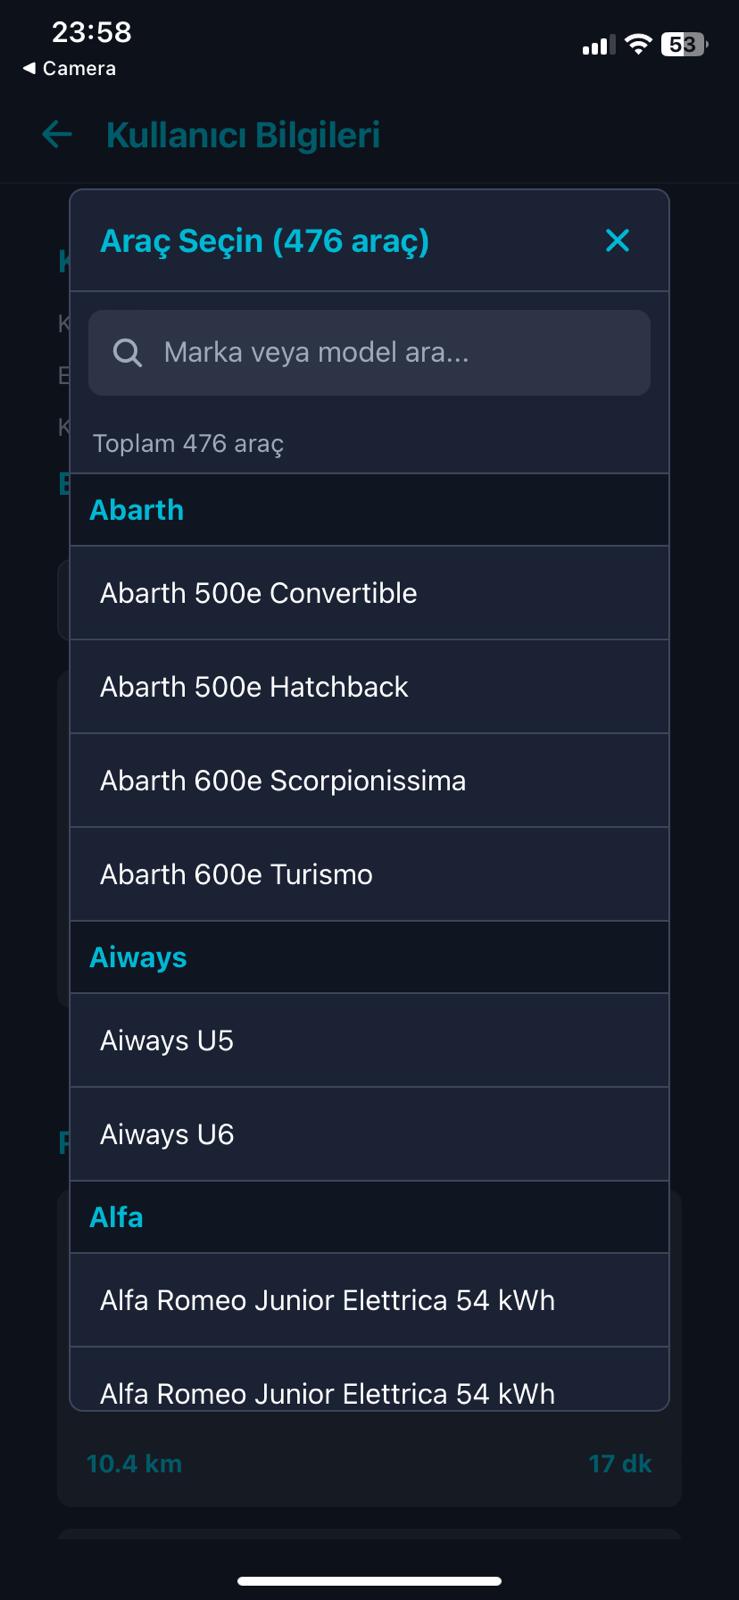 23:58
53
◀ Camera
← Kullanıcı Bilgileri
Araç Seçin (476 araç)
Marka veya model ara...
Toplam 476 araç
Abarth
Abarth 500e Convertible
Abarth 500e Hatchback
Abarth 600e Scorpionissima
Abarth 600e Turismo
Aiways
Aiways U5
Aiways U6
Alfa
Alfa Romeo Junior Elettrica 54 kWh
Alfa Romeo Junior Elettrica 54 kWh
10.4 km
17 dk